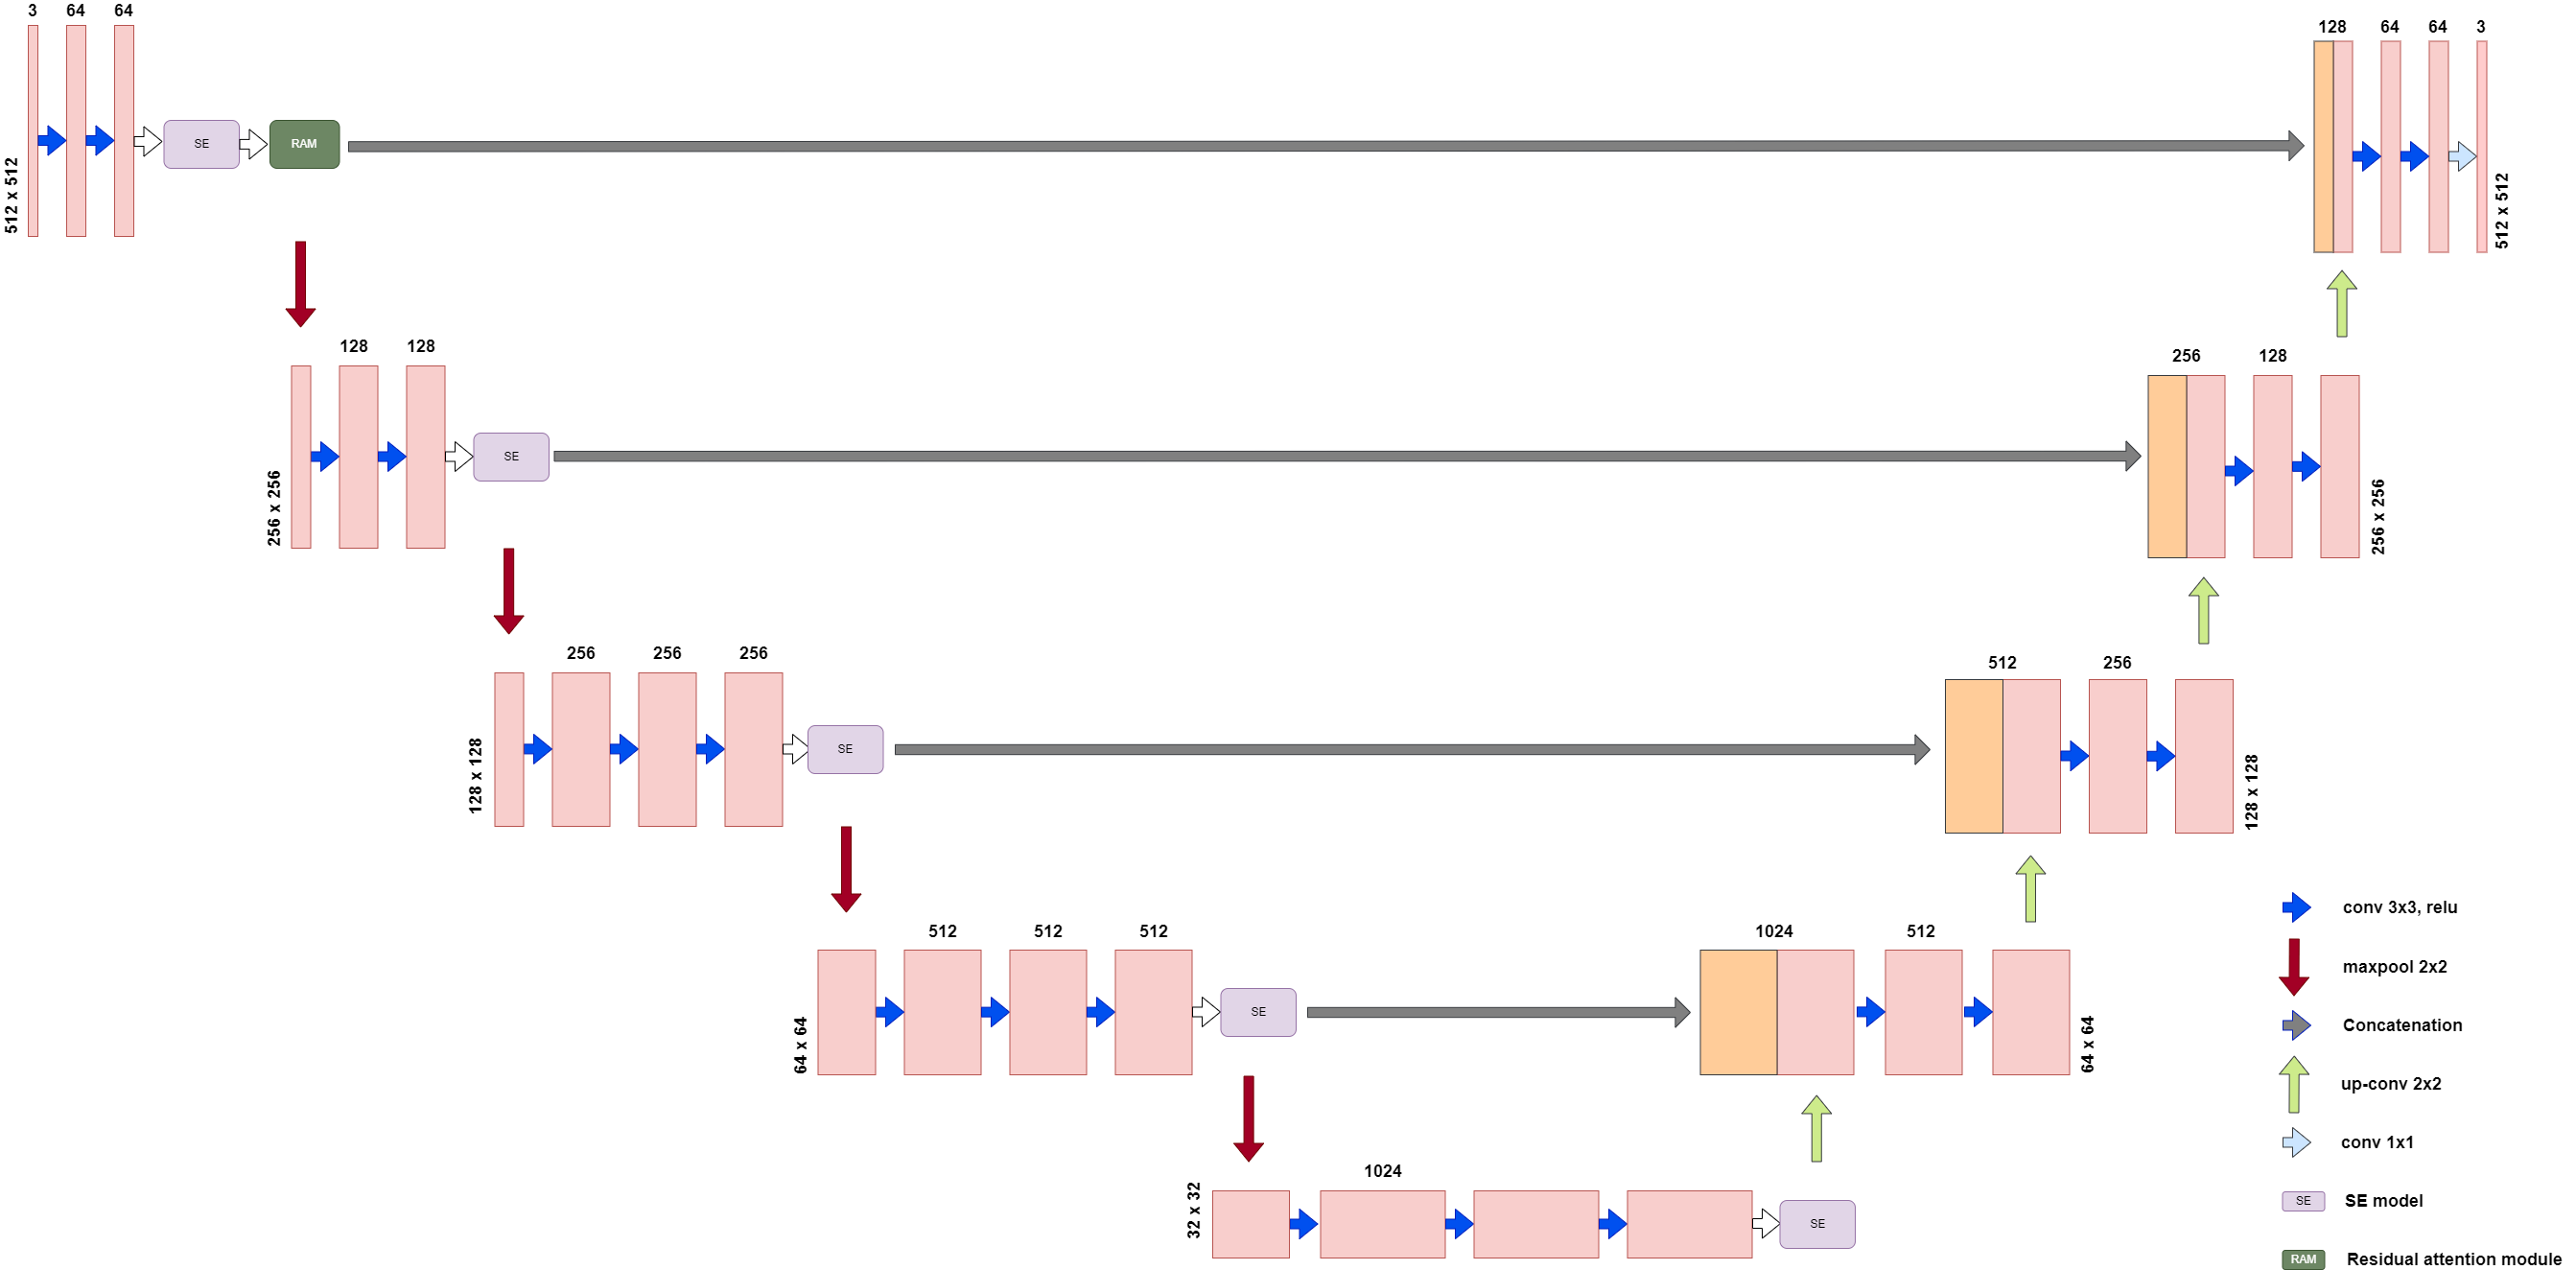 3 64 64
512 x 512
SE
RAM
128 64 64 3
512 x 512
128 128
256 x 256
SE
256 128
256 x 256
256 256 256
128 x 128
SE
512 256
128 x 128
512 512 512
64 x 64
SE
1024 512
64 x 64
1024
32 x 32
SE
conv 3x3, relu
maxpool 2x2
Concatenation
up-conv 2x2
conv 1x1
SE SE model
RAM Residual attention module